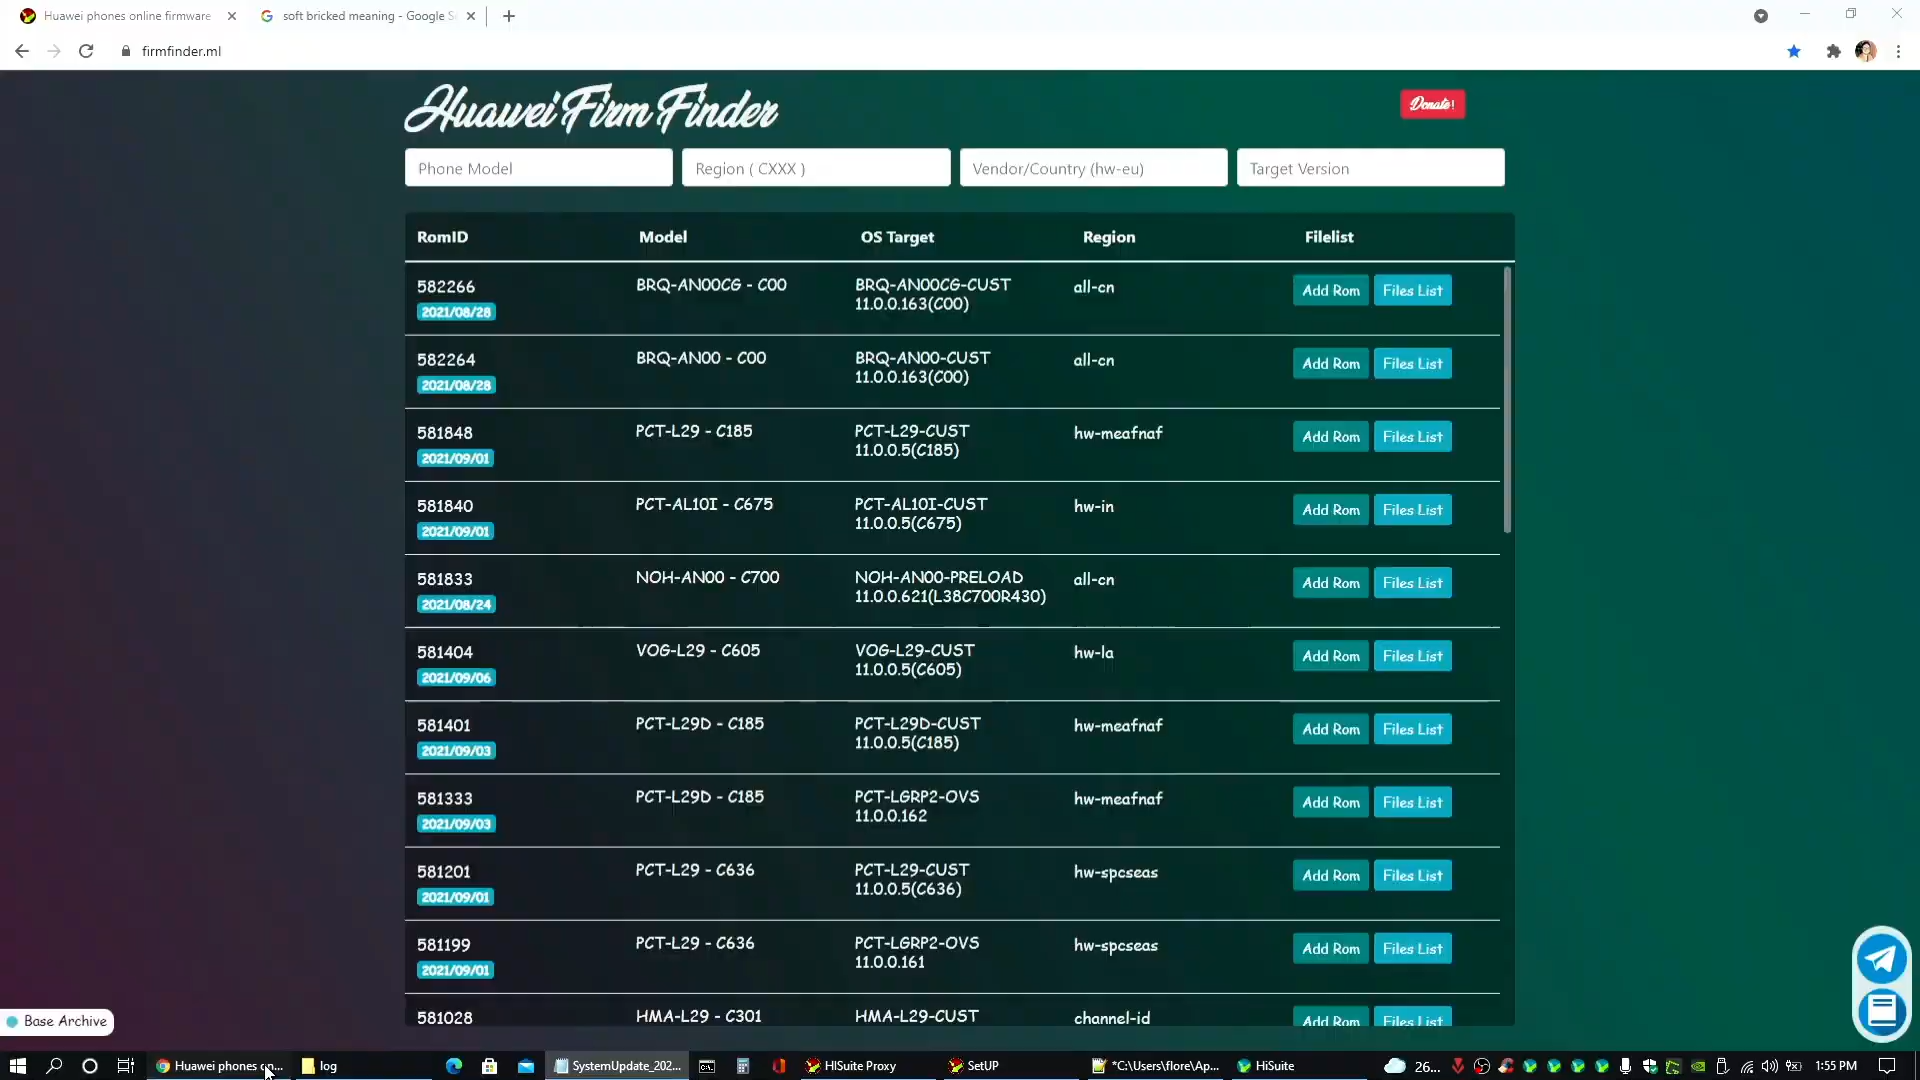 Huawei phones online firmware
soft bricked meaning - Google S
firmfinder.ml
Huawei Firm Finder
Donate!
Phone Model
Region ( CXXX )
Vendor/Country (hw-eu)
Target Version
RomID Model OS Target Region Filelist
582266 BRQ-AN00CG - C00 BRQ-AN00CG-CUST all-cn Add Rom Files List
2021/08/28 11.0.0.163(C00)
582264 BRQ-AN00 - C00 BRQ-AN00-CUST all-cn Add Rom Files List
2021/08/28 11.0.0.163(C00)
581848 PCT-L29 - C185 PCT-L29-CUST hw-meafnaf Add Rom Files List
2021/09/01 11.0.0.5(C185)
581840 PCT-AL10I - C675 PCT-AL10I-CUST hw-in Add Rom Files List
2021/09/01 11.0.0.5(C675)
581833 NOH-AN00 - C700 NOH-AN00-PRELOAD all-cn Add Rom Files List
2021/08/24 11.0.0.621(L38C700R430)
581404 VOG-L29 - C605 VOG-L29-CUST hw-la Add Rom Files List
2021/09/06 11.0.0.5(C605)
581401 PCT-L29D - C185 PCT-L29D-CUST hw-meafnaf Add Rom Files List
2021/09/03 11.0.0.5(C185)
581333 PCT-L29D - C185 PCT-LGRP2-OVS hw-meafnaf Add Rom Files List
2021/09/03 11.0.0.162
581201 PCT-L29 - C636 PCT-L29-CUST hw-spcseas Add Rom Files List
2021/09/01 11.0.0.5(C636)
581199 PCT-L29 - C636 PCT-LGRP2-OVS hw-spcseas Add Rom Files List
2021/09/01 11.0.0.161
581028 HMA-L29 - C301 HMA-L29-CUST channel-id Add Rom Files List
Base Archive
Huawei phones on... log SystemUpdate_202... HISuite Proxy SetUP *C:\Users\flore\Ap... HiSuite 26... 1:55 PM